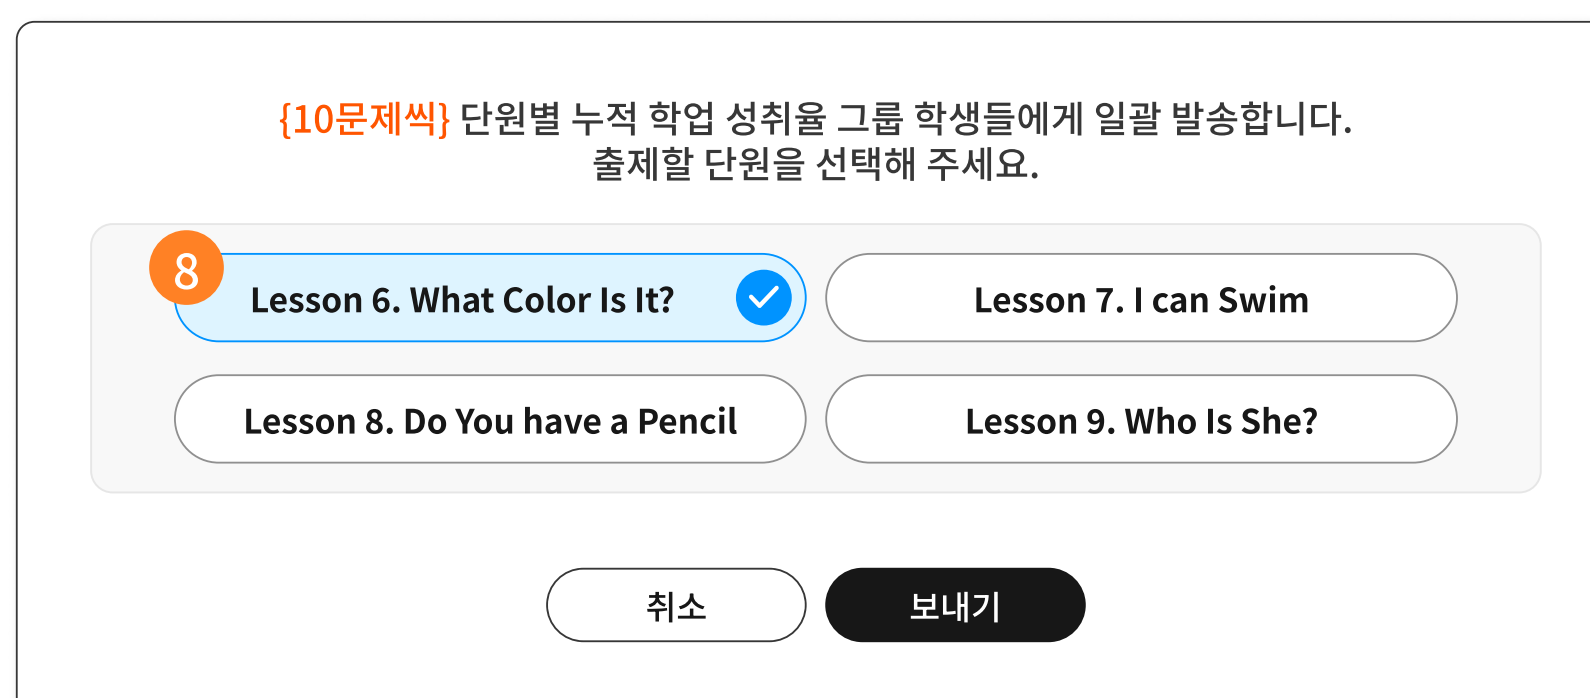 {10문제씩} 단원별 누적 학업 성취율 그룹 학생들에게 일괄 발송합니다.
출제할 단원을 선택해 주세요.
8
Lesson 6. What Color Is It?
Lesson 7. I can Swim
Lesson 8. Do You have a Pencil
Lesson 9. Who Is She?
취소
보내기